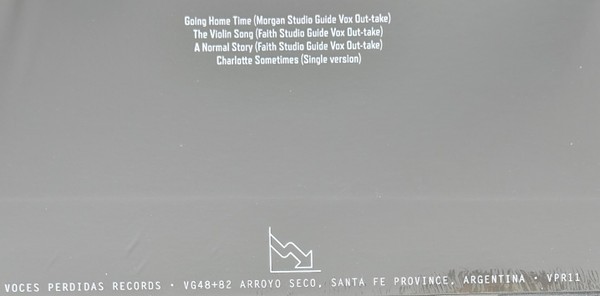 Going Home Time (Morgan Studio Guide Vox Out-take)
The Violin Song (Faith Studio Guide Vox Out-take)
A Normal Story (Faith Studio Guide Vox Out-take)
Charlotte Sometimes (Single version)
VOCES PERDIDAS RECORDS · VG48+82 ARROYO SECO, SANTA FE PROVINCE, ARGENTINA · VPR11